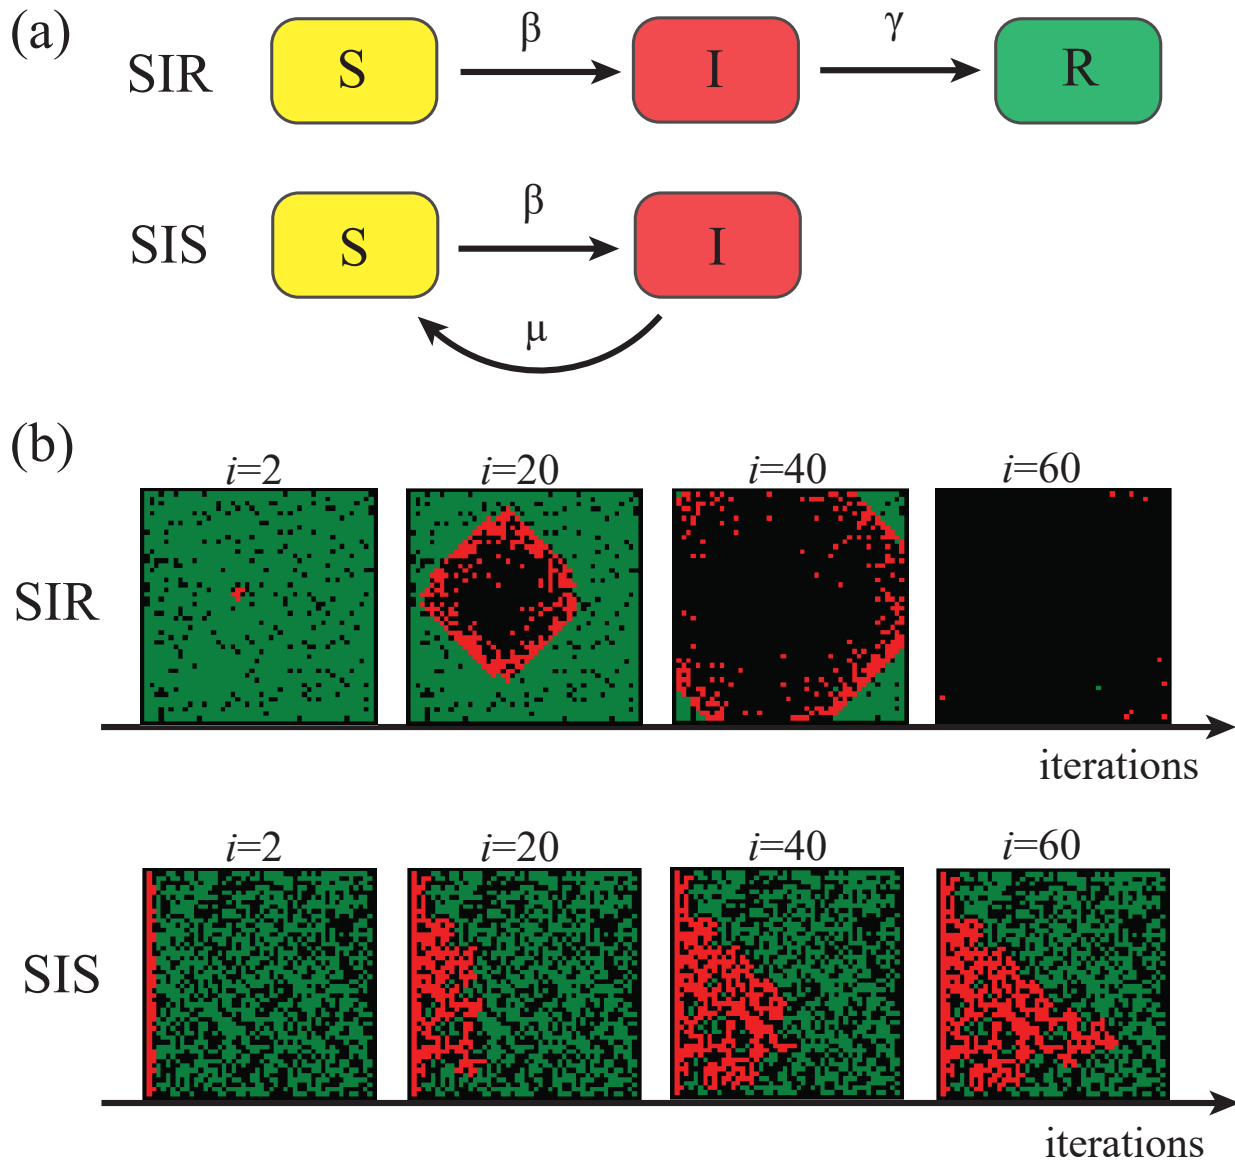 (a)
β γ
SIR S I R
β
SIS S I
μ
(b)
i=2 i=20 i=40 i=60
SIR
iterations
i=2 i=20 i=40 i=60
SIS
iterations